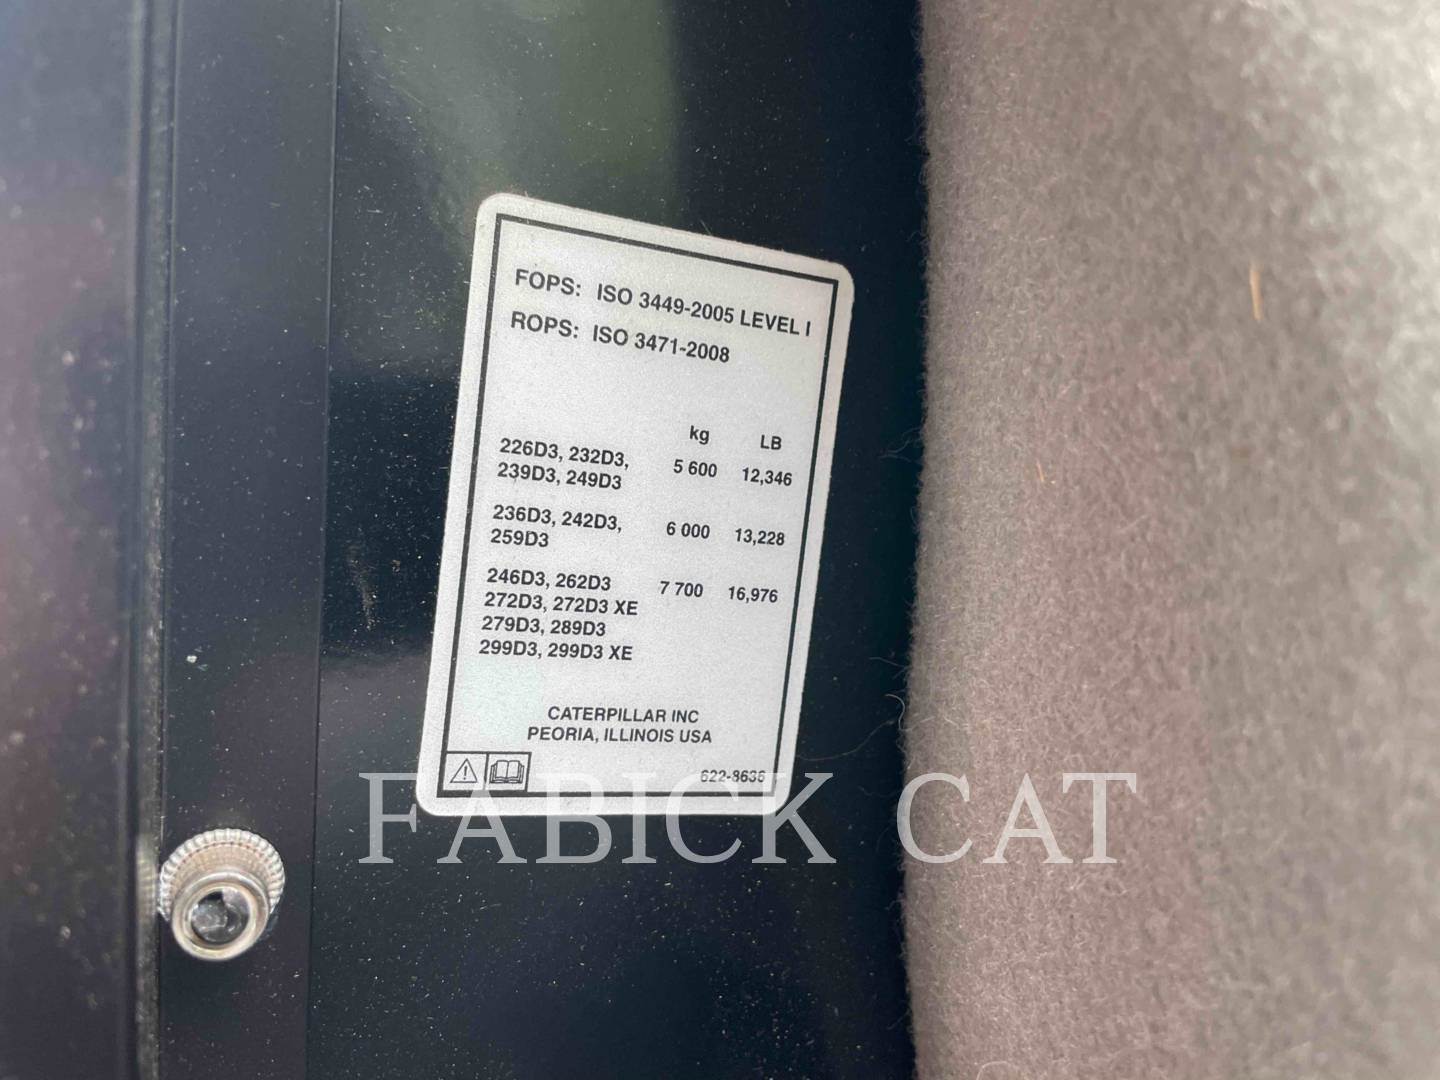 FOPS: ISO 3449-2005 LEVEL I
ROPS: ISO 3471-2008
kg LB
226D3, 232D3, 5 600 12,346
239D3, 249D3
236D3, 242D3, 6 000 13,228
259D3
246D3, 262D3 7 700 16,976
272D3, 272D3 XE
279D3, 289D3
299D3, 299D3 XE
CATERPILLAR INC
PEORIA, ILLINOIS USA
622-8636
FABICK CAT